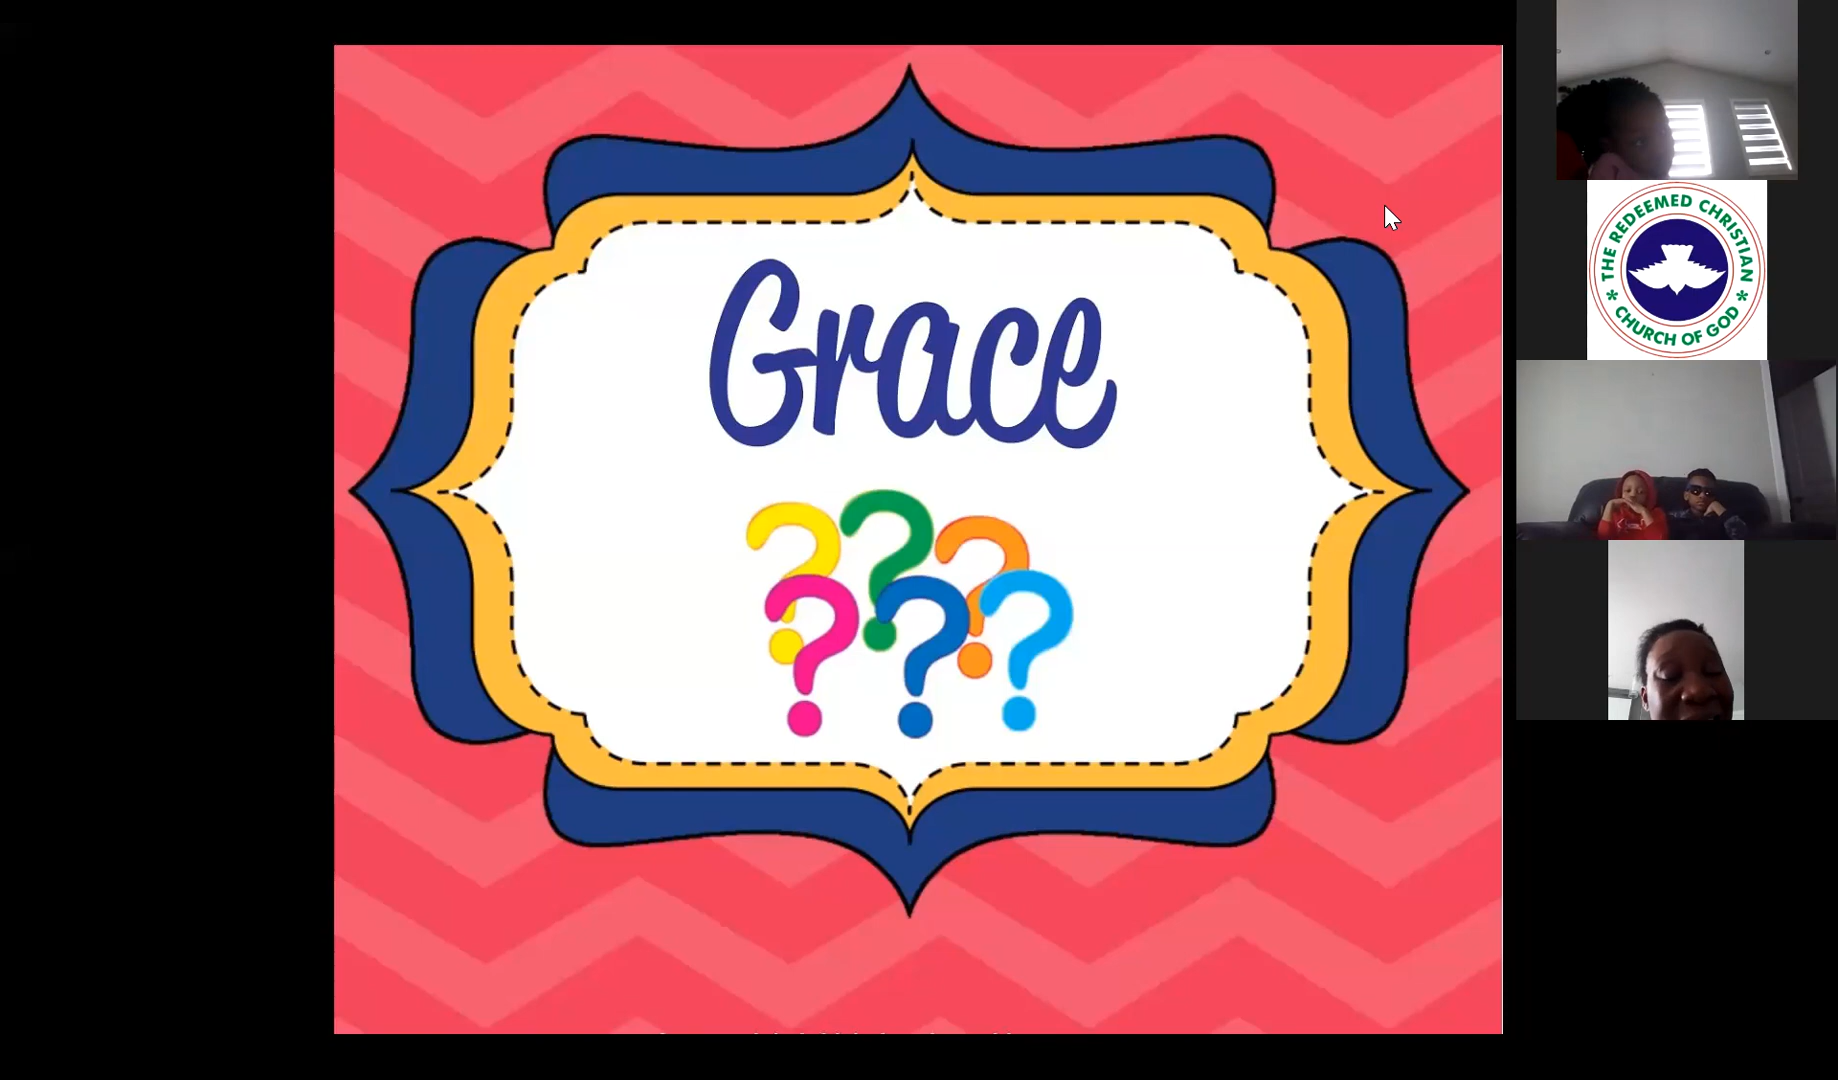 Grace
??????
THE REDEEMED CHRISTIAN
CHURCH OF GOD